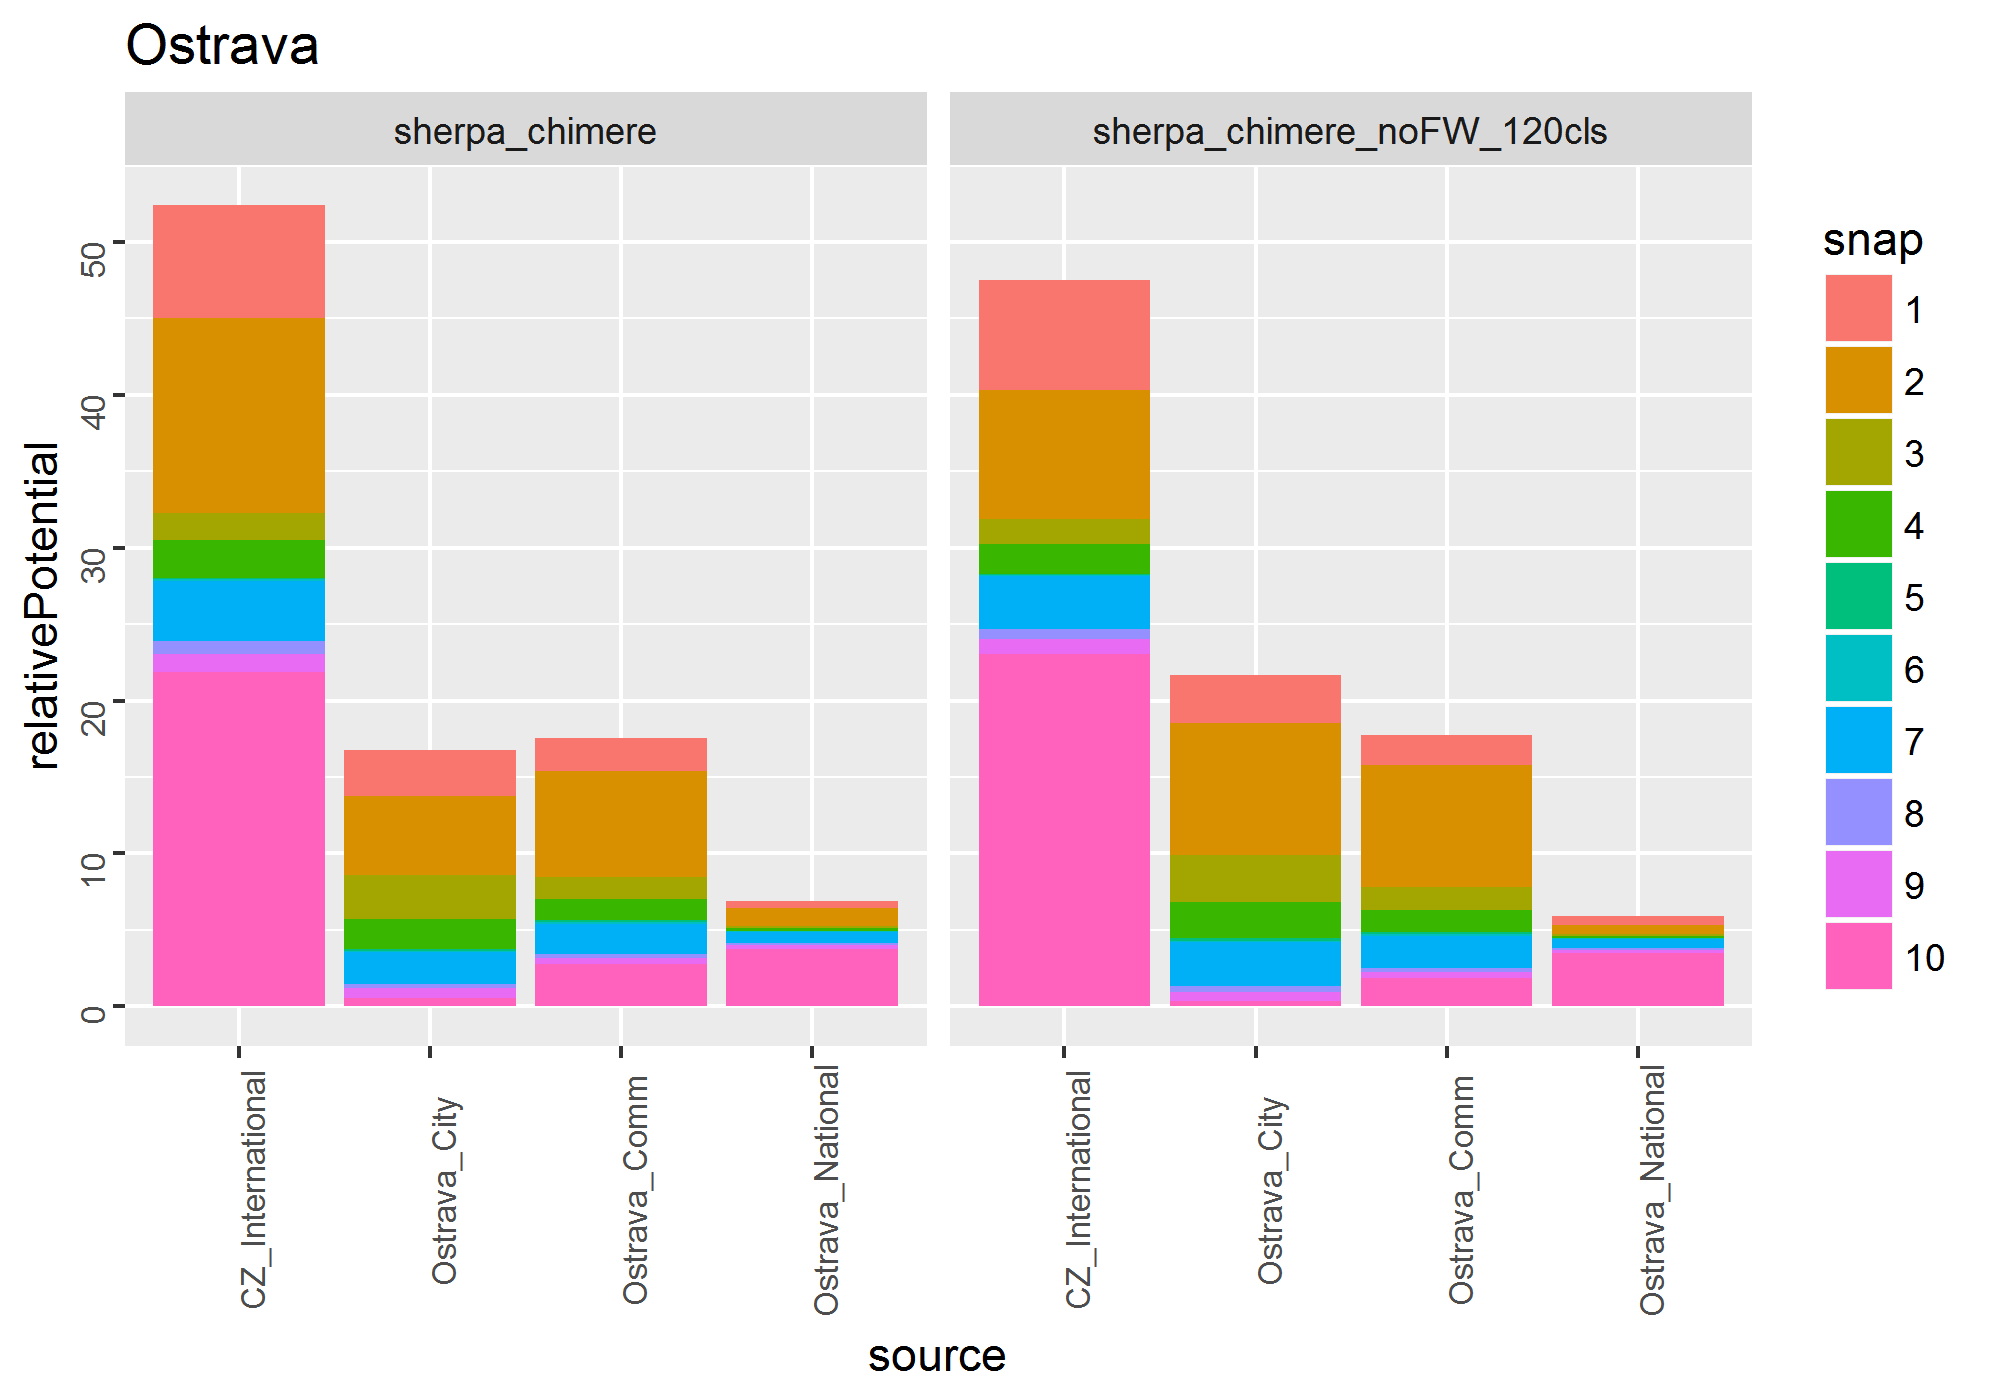 Ostrava
sherpa_chimere
sherpa_chimere_noFW_120cls
relativePotential
50
40
30
20
10
0
CZ_International
Ostrava_City
Ostrava_Comm
Ostrava_National
CZ_International
Ostrava_City
Ostrava_Comm
Ostrava_National
source
snap
1
2
3
4
5
6
7
8
9
10